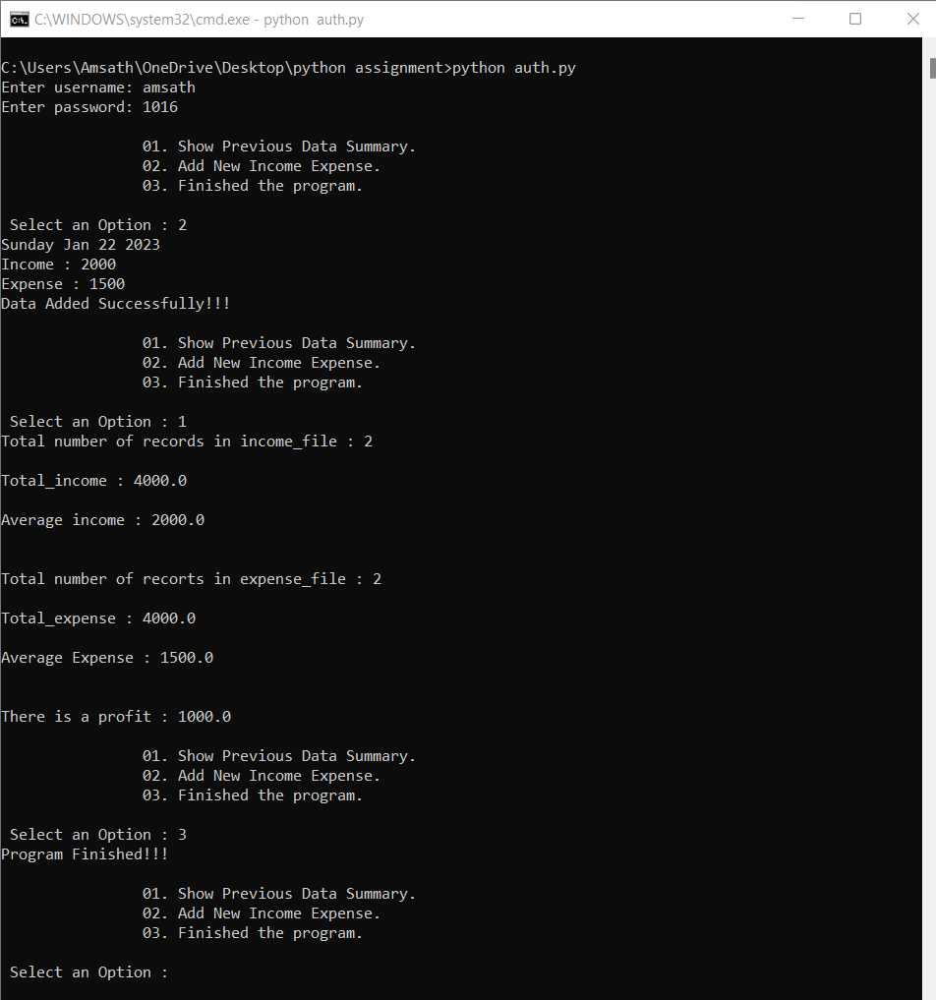 C:\WINDOWS\system32\cmd.exe - python  auth.py
C:\Users\Amsath\OneDrive\Desktop\python assignment>python auth.py
Enter username: amsath
Enter password: 1016
01. Show Previous Data Summary.
02. Add New Income Expense.
03. Finished the program.
Select an Option : 2
Sunday Jan 22 2023
Income : 2000
Expense : 1500
Data Added Successfully!!!
01. Show Previous Data Summary.
02. Add New Income Expense.
03. Finished the program.
Select an Option : 1
Total number of records in income_file : 2
Total_income : 4000.0
Average income : 2000.0
Total number of recorts in expense_file : 2
Total_expense : 4000.0
Average Expense : 1500.0
There is a profit : 1000.0
01. Show Previous Data Summary.
02. Add New Income Expense.
03. Finished the program.
Select an Option : 3
Program Finished!!!
01. Show Previous Data Summary.
02. Add New Income Expense.
03. Finished the program.
Select an Option :